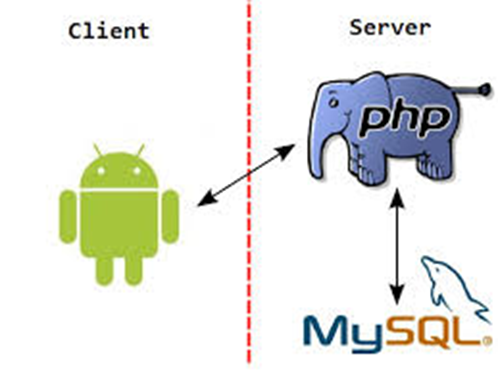 Client
Server
php
MySQL®